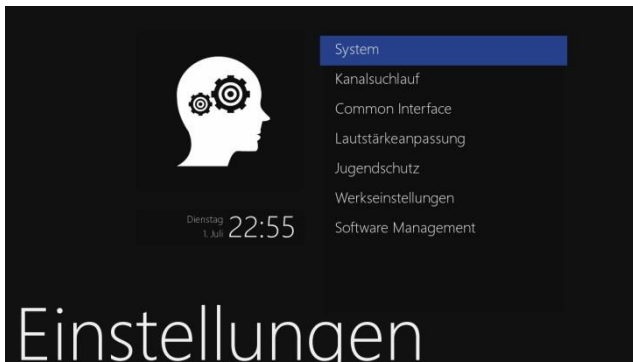 System
Kanalsuchlauf
Common Interface
Lautstärkeanpassung
Jugendschutz
Werkseinstellungen
Software Management
Dienstag
1. Juli 22:55
Einstellungen